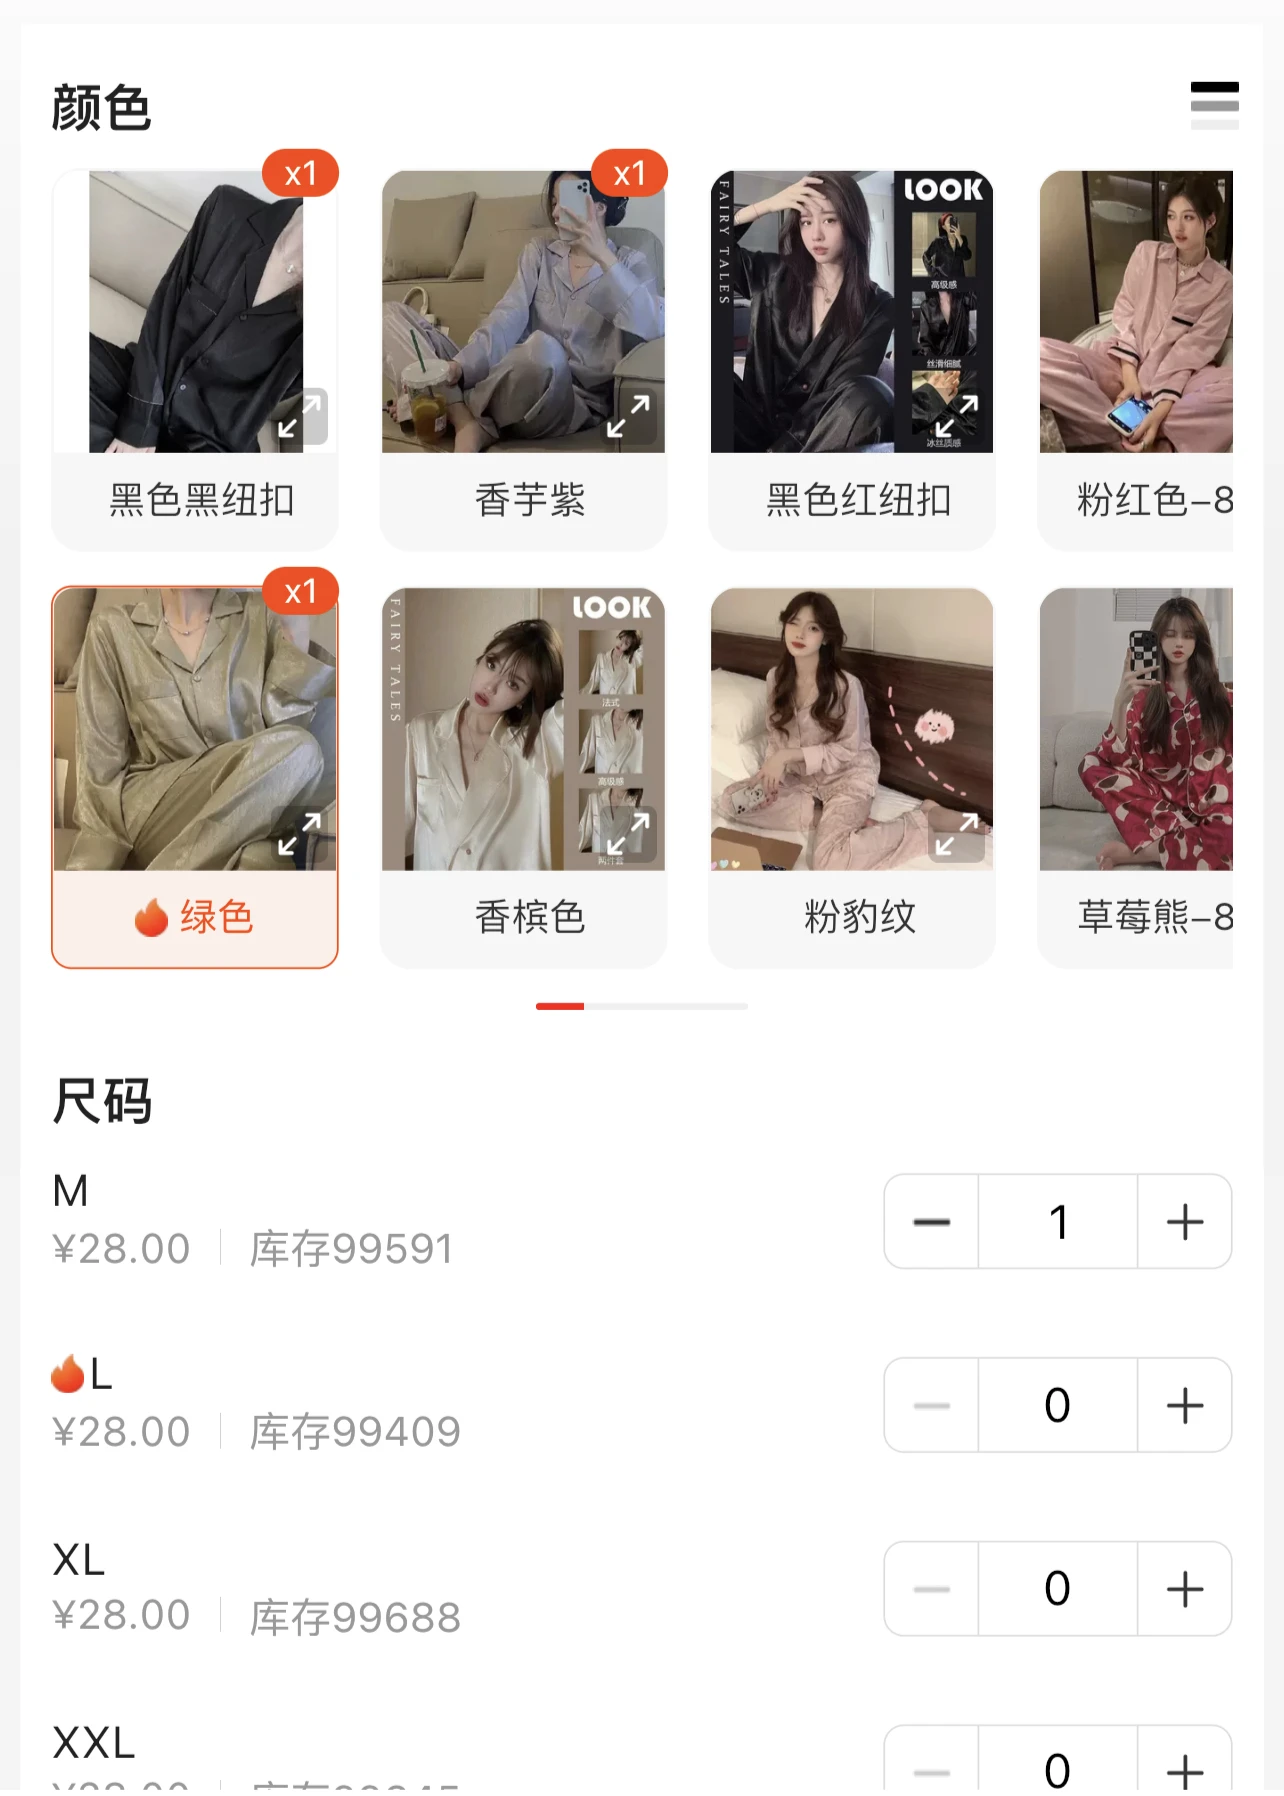 颜色
x1
x1
FAIRY TALES
LOOK
高级感
丝滑细腻
冰丝质感
黑色黑纽扣
香芋紫
黑色红纽扣
粉红色-8
x1
FAIRY TALES
LOOK
法式
高级感
两件套
绿色
香槟色
粉豹纹
草莓熊-8
尺码
M
¥28.00
库存99591
1
L
¥28.00
库存99409
0
XL
¥28.00
库存99688
0
XXL
0